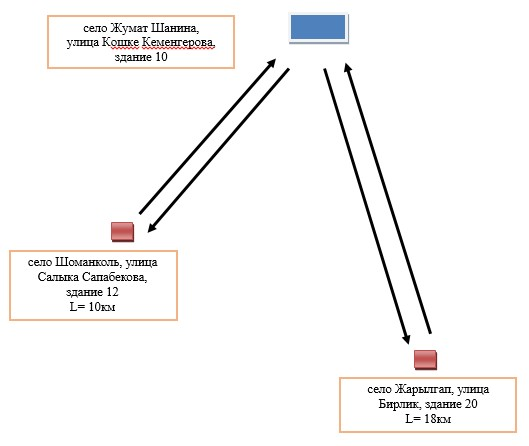 село Жумат Шанина,
улица Кошке Кеменгерова,
здание 10
село Шоманколь, улица
Салыка Сапабекова,
здание 12
L= 10км
село Жарылгап, улица
Бирлик, здание 20
L= 18км